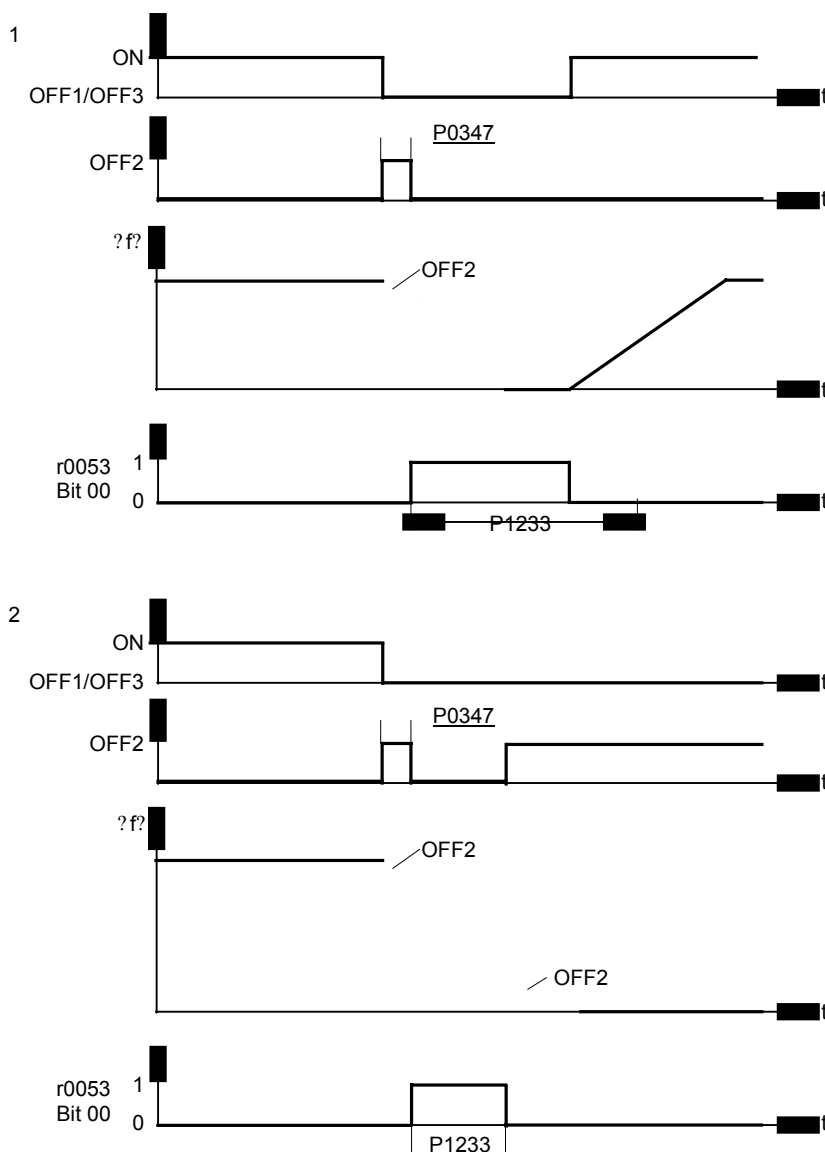 1
ON
OFF1/OFF3 t
P0347
OFF2
t
?f?
OFF2
t
r0053 1
Bit 00 0 t
P1233
2
ON
OFF1/OFF3 t
P0347
OFF2
t
?f?
OFF2
OFF2
t
r0053 1
Bit 00 0 t
P1233